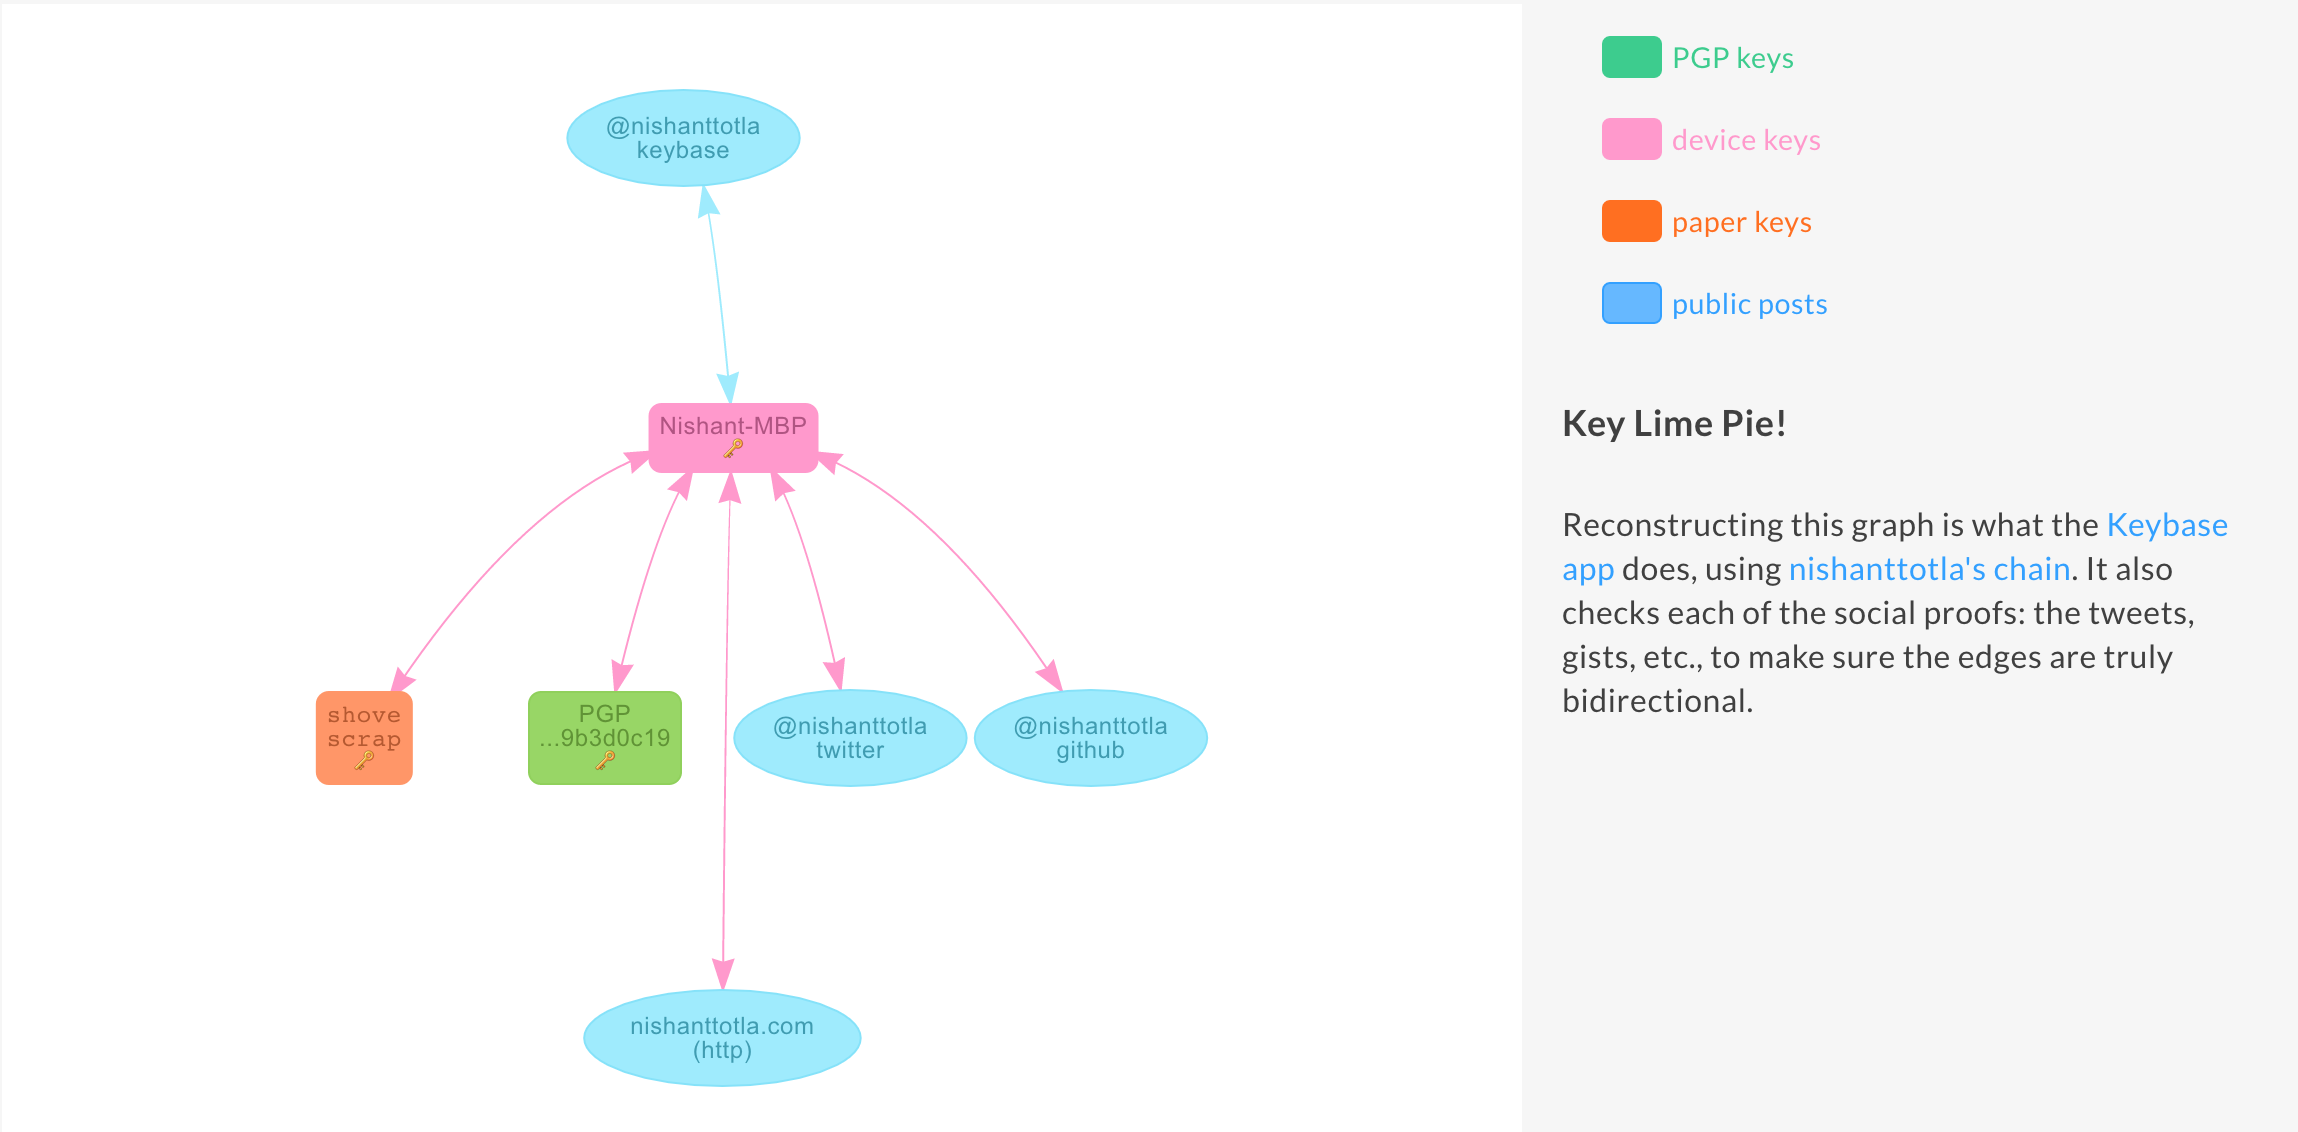 @nishanttotla
keybase
Nishant-MBP
shove
scrap
PGP
...9b3d0c19
@nishanttotla
twitter
@nishanttotla
github
nishanttotla.com
(http)
PGP keys
device keys
paper keys
public posts
Key Lime Pie!
Reconstructing this graph is what the Keybase
app does, using nishanttotla's chain. It also
checks each of the social proofs: the tweets,
gists, etc., to make sure the edges are truly
bidirectional.